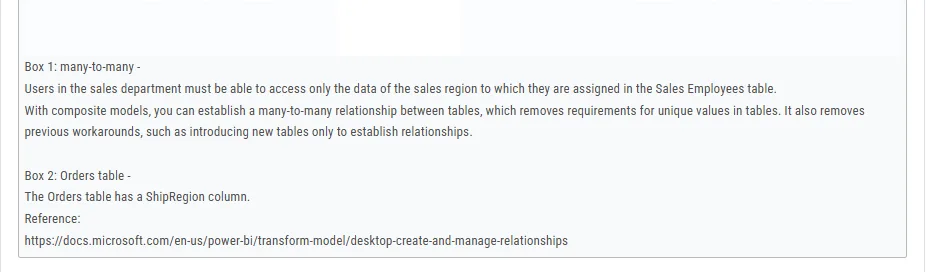 Box 1: many-to-many -
Users in the sales department must be able to access only the data of the sales region to which they are assigned in the Sales Employees table.
With composite models, you can establish a many-to-many relationship between tables, which removes requirements for unique values in tables. It also removes
previous workarounds, such as introducing new tables only to establish relationships.
Box 2: Orders table -
The Orders table has a ShipRegion column.
Reference:
https://docs.microsoft.com/en-us/power-bi/transform-model/desktop-create-and-manage-relationships